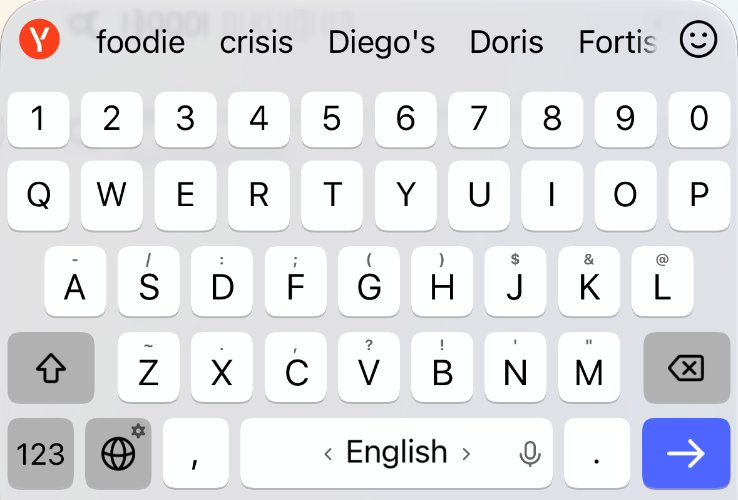 Y foodie crisis Diego's Doris Fortis
1 2 3 4 5 6 7 8 9 0
Q W E R T Y U I O P
- / : ; ( ) $ & @
A S D F G H J K L
~ . , ? ! ' "
Z X C V B N M
123 , ‹ English › .